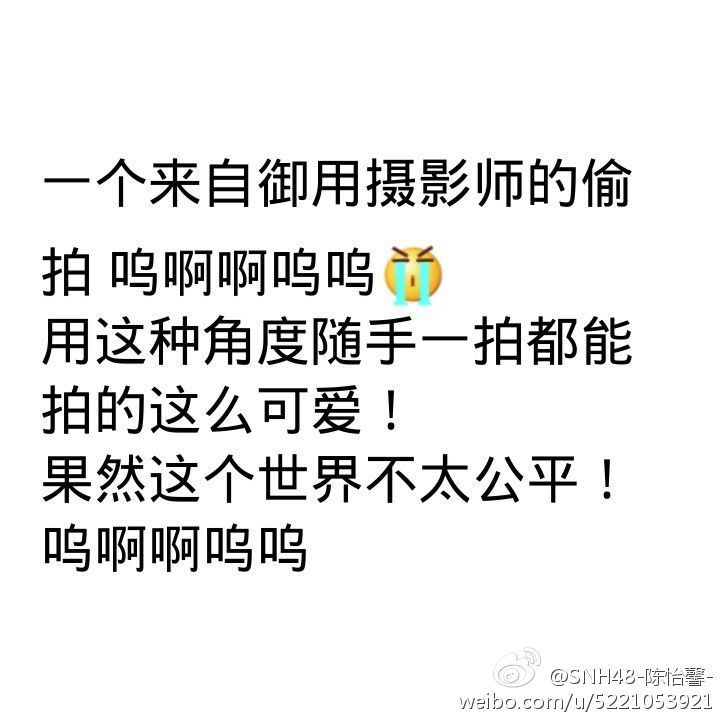 一个来自御用摄影师的偷
拍 呜啊啊呜呜😭
用这种角度随手一拍都能
拍的这么可爱！
果然这个世界不太公平！
呜啊啊呜呜
@SNH48-陈怡馨-
weibo.com/u/5221053921